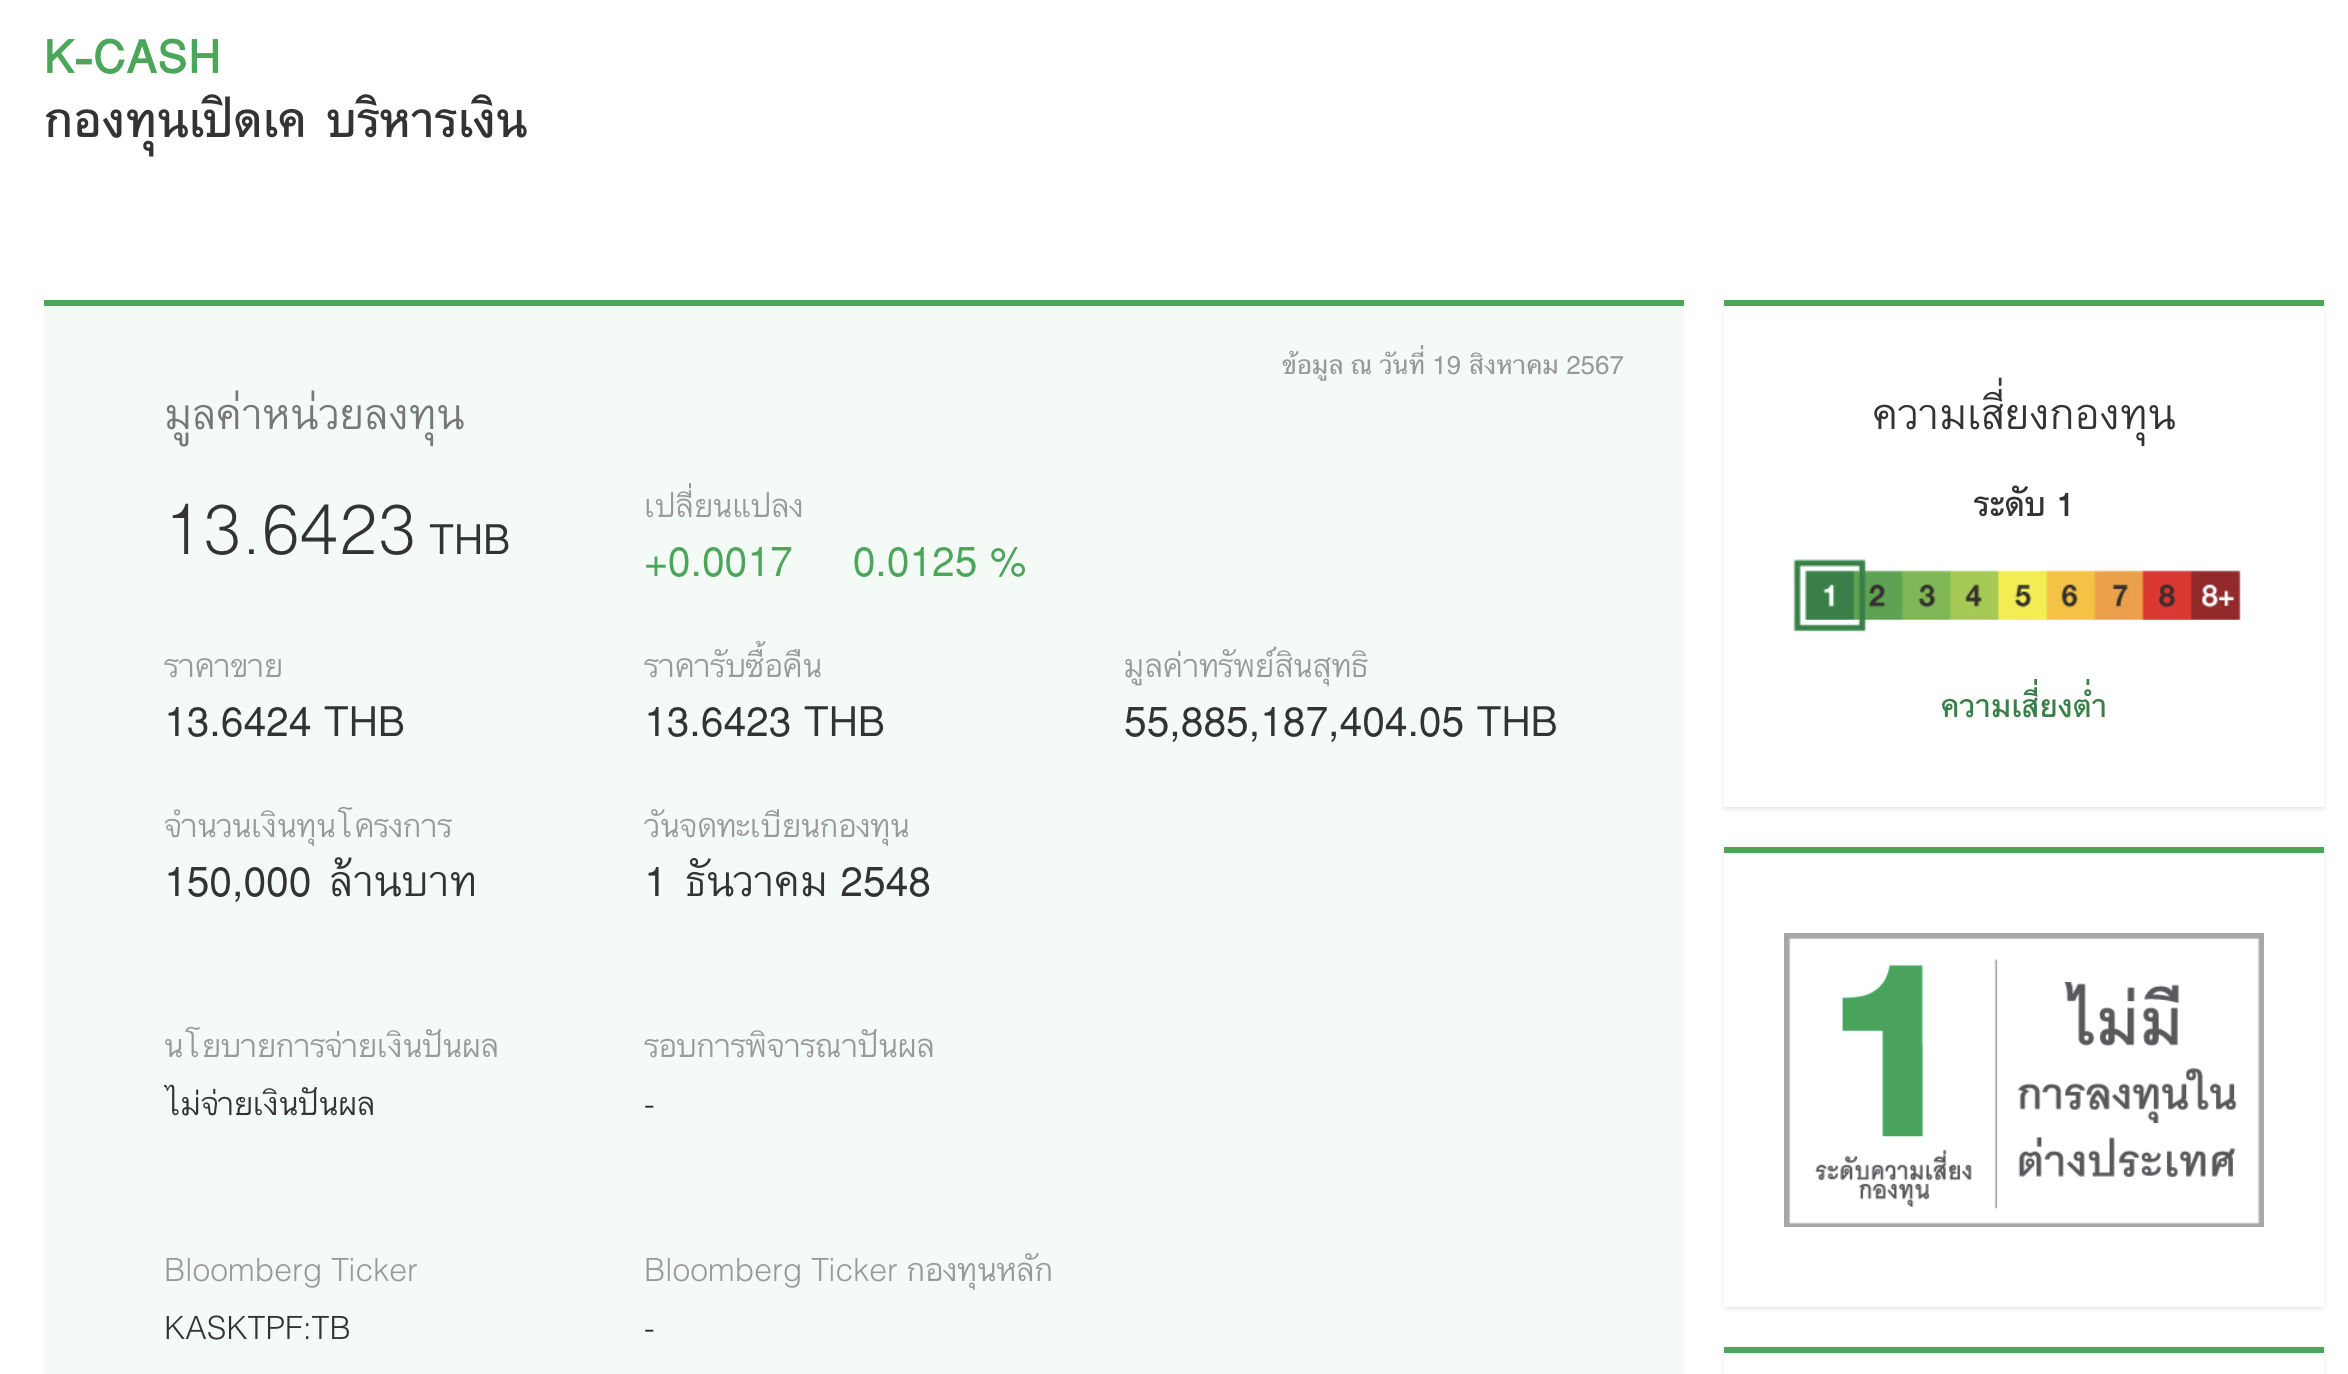 K-CASH
กองทุนเปิดเค บริหารเงิน
ข้อมูล ณ วันที่ 19 สิงหาคม 2567
มูลค่าหน่วยลงทุน
13.6423 THB
เปลี่ยนแปลง
+0.0017 0.0125 %
ราคาขาย
13.6424 THB
ราคารับซื้อคืน
13.6423 THB
มูลค่าทรัพย์สินสุทธิ
55,885,187,404.05 THB
จำนวนเงินทุนโครงการ
150,000 ล้านบาท
วันจดทะเบียนกองทุน
1 ธันวาคม 2548
นโยบายการจ่ายเงินปันผล
ไม่จ่ายเงินปันผล
รอบการพิจารณาปันผล
-
Bloomberg Ticker
KASKTPF:TB
Bloomberg Ticker กองทุนหลัก
-
ความเสี่ยงกองทุน
ระดับ 1
1 2 3 4 5 6 7 8 8+
ความเสี่ยงต่ำ
1
ระดับความเสี่ยง
กองทุน
ไม่มี
การลงทุนใน
ต่างประเทศ